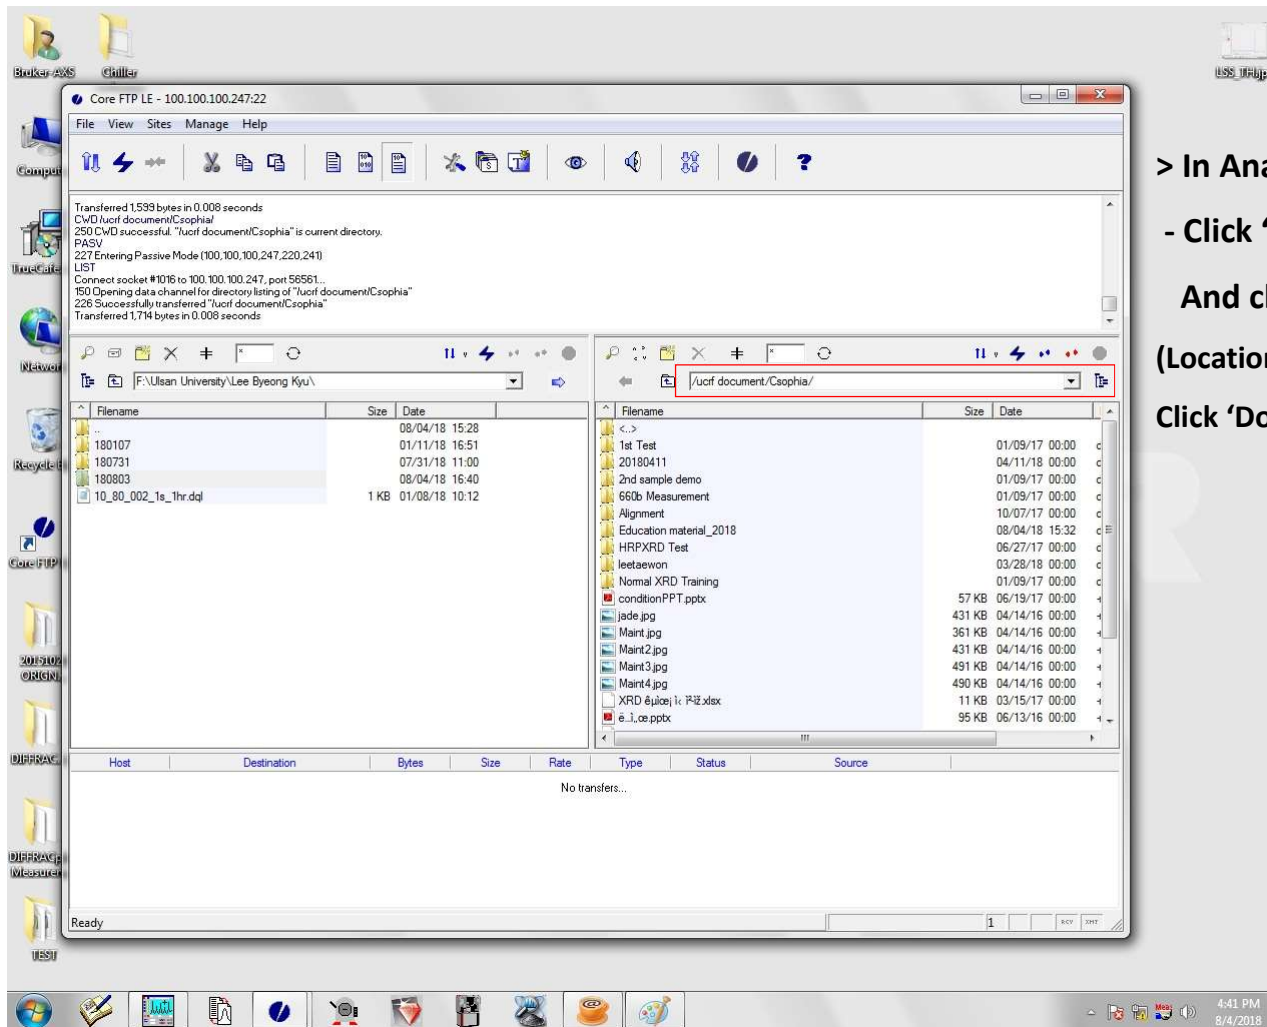 Bruker-AXS
Chiller
Core FTP LE - 100.100.100.247:22
File View Sites Manage Help
> In Ana
- Click ‘
And cl
(Location
Click ‘Do
Transferred 1,599 bytes in 0.008 seconds
CWD /ucrf document/Csophia/
250 CWD successful. "/ucrf document/Csophia" is current directory.
PASV
227 Entering Passive Mode (100,100,100,247,220,241)
LIST
Connect socket #1016 to 100.100.100.247, port 56561...
150 Opening data channel for directory listing of "/ucrf document/Csophia"
226 Successfully transferred "/ucrf document/Csophia"
Transferred 1,714 bytes in 0.008 seconds
F:\Ulsan University\Lee Byeong Kyu\
Filename Size Date
.. 08/04/18 15:28
180107 01/11/18 16:51
180731 07/31/18 11:00
180803 08/04/18 16:40
10_80_002_1s_1hr.dql 1 KB 01/08/18 10:12
/ucrf document/Csophia/
Filename Size Date
<..>
1st Test 01/09/17 00:00
20180411 04/11/18 00:00
2nd sample demo 01/09/17 00:00
660b Measurement 01/09/17 00:00
Alignment 10/07/17 00:00
Education material_2018 08/04/18 15:32
HRPXRD Test 06/27/17 00:00
leetaewon 03/28/18 00:00
Normal XRD Training 01/09/17 00:00
conditionPPT.pptx 57 KB 06/19/17 00:00
jade.jpg 431 KB 04/14/16 00:00
Maint.jpg 361 KB 04/14/16 00:00
Maint2.jpg 431 KB 04/14/16 00:00
Maint3.jpg 491 KB 04/14/16 00:00
Maint4.jpg 490 KB 04/14/16 00:00
XRD .xlsx 11 KB 03/15/17 00:00
.pptx 95 KB 06/13/16 00:00
Host Destination Bytes Size Rate Type Status Source
No transfers...
Ready
1
Comput
TrueCafe
Networ
Recycle B
Core FTP
2015102
ORIGN.
DIFFRAC.
DIFFRACp
Measurer
TEST
4:41 PM
8/4/2018